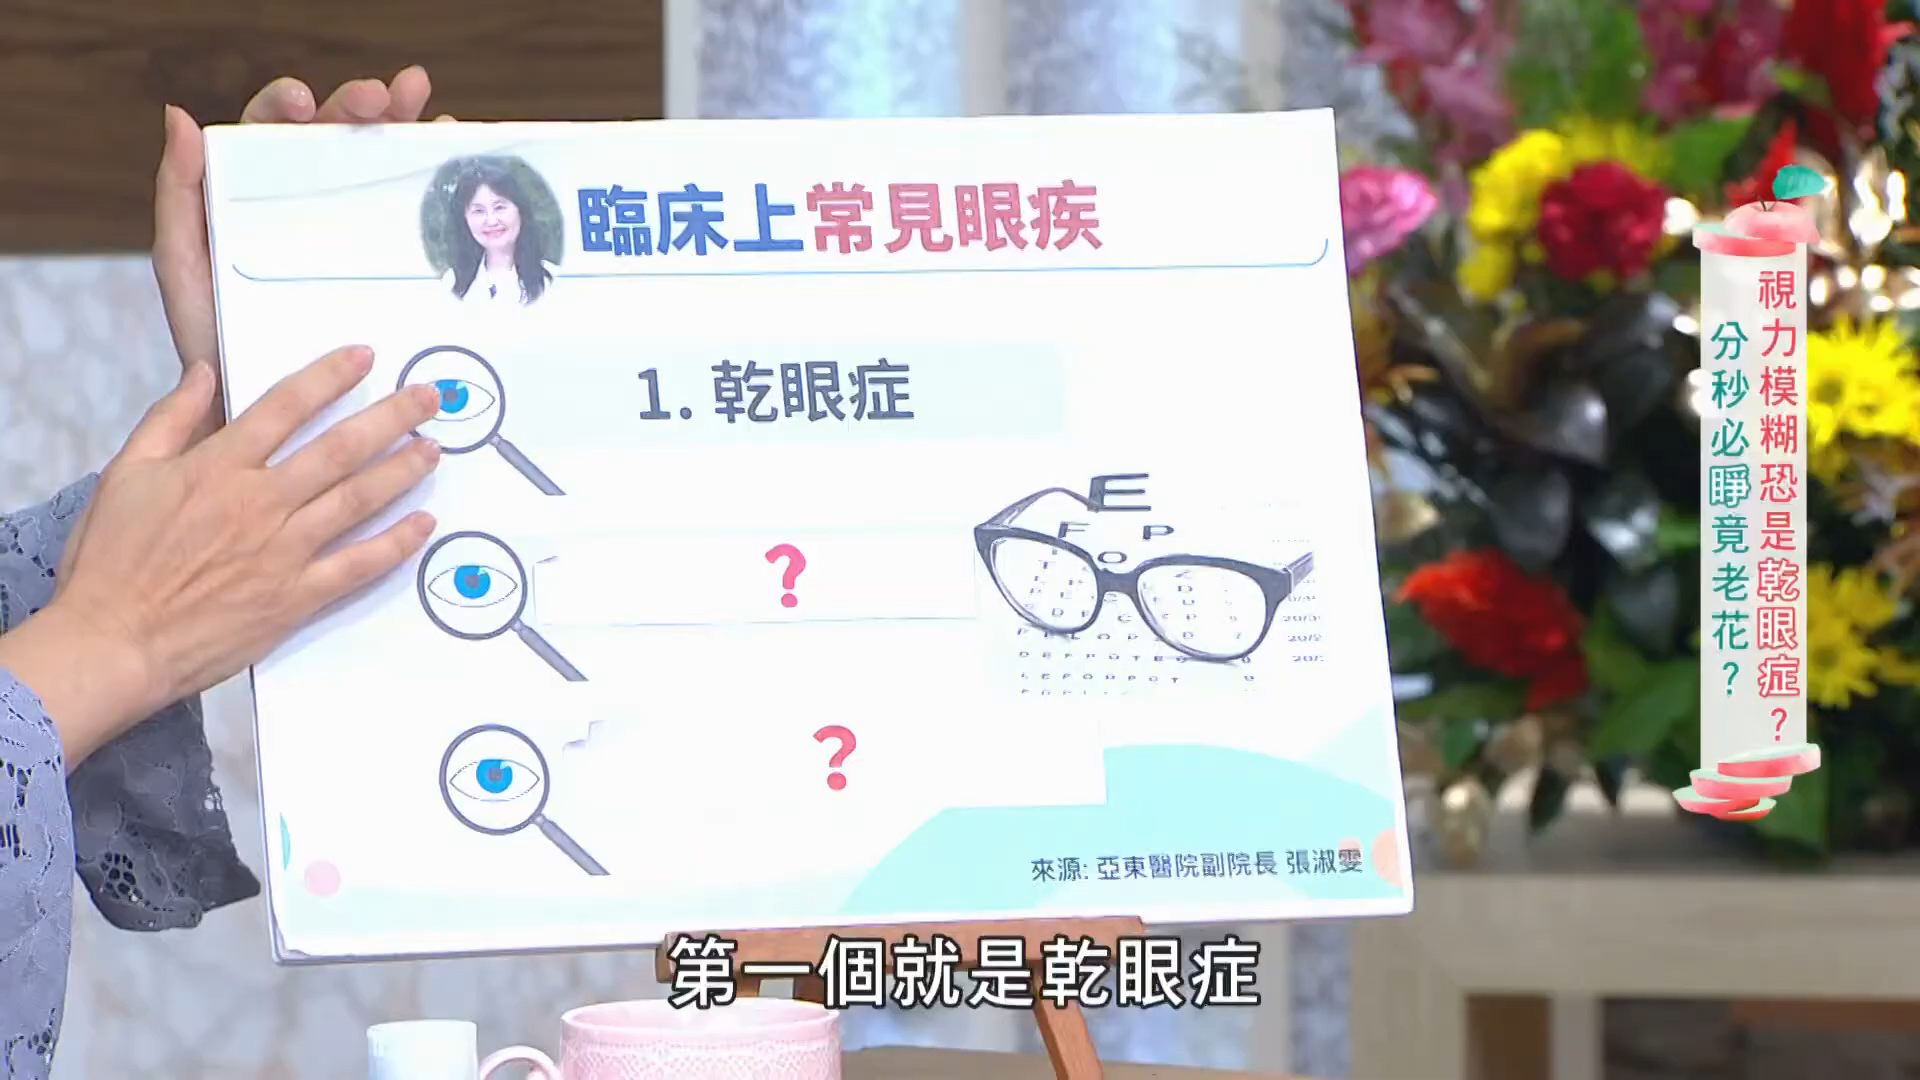 臨床上常見眼疾
1. 乾眼症
?
?
E
F P
來源: 亞東醫院副院長 張淑雯
視力模糊恐是乾眼症?
分秒必睜竟老花?
第一個就是乾眼症